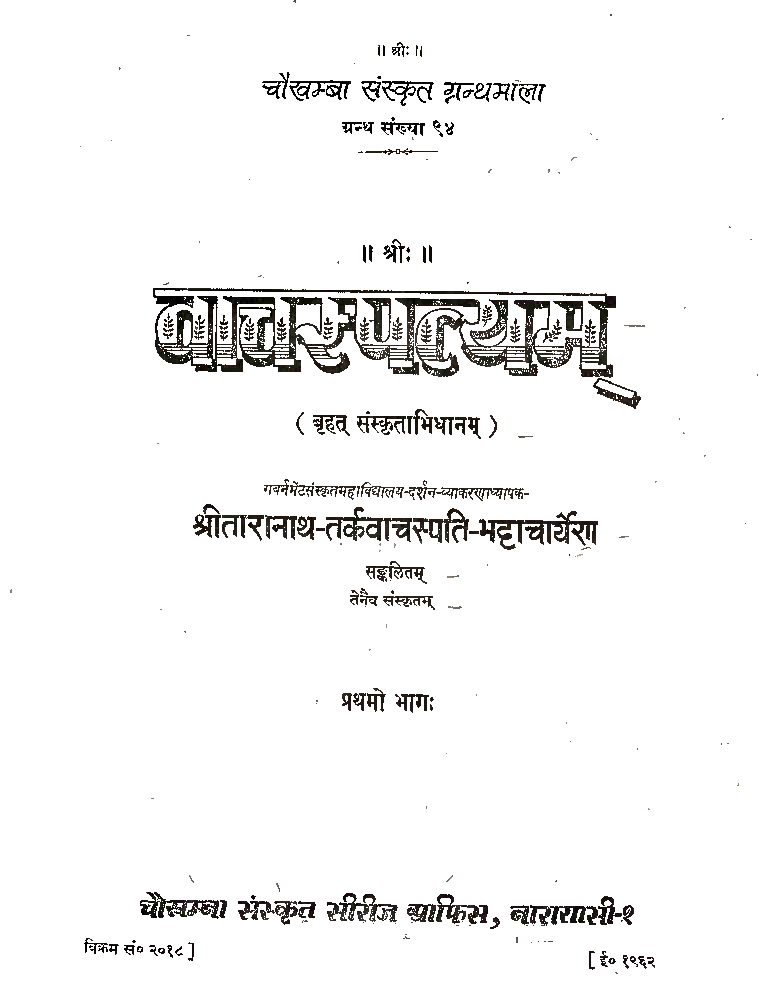 ॥ श्रीः ॥
चौखम्बा संस्कृत ग्रन्थमाला
ग्रन्थ संख्या ९४
॥ श्रीः ॥
वाचस्पत्यम्
( बृहत् संस्कृताभिधानम् )
गवर्नमेंटसंस्कृतमहाविद्यालय-दर्शन-व्याकरणाध्यापक-
श्रीतारानाथ-तर्कवाचस्पति-भट्टाचार्येण
सङ्कलितम्
तेनैव संस्कृतम्
प्रथमो भागः
चौखम्बा संस्कृत सीरीज आफिस, वाराणसी-१
विक्रम सं० २०१८ ]
[ ई० १९६२